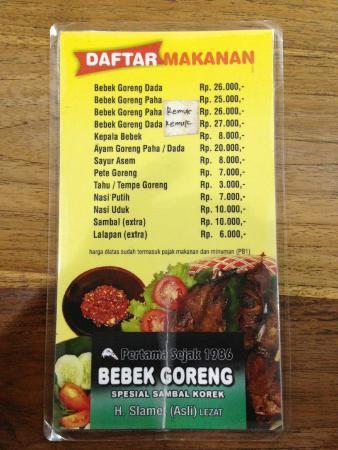 DAFTAR MAKANAN
Bebek Goreng Dada Rp. 26.000,-
Bebek Goreng Paha Rp. 25.000,-
Bebek Goreng Paha Remuk Rp. 26.000,-
Bebek Goreng Dada Remuk Rp. 27.000,-
Kepala Bebek Rp. 8.000,-
Ayam Goreng Paha / Dada Rp. 20.000,-
Sayur Asem Rp. 8.000,-
Pete Goreng Rp. 7.000,-
Tahu / Tempe Goreng Rp. 3.000,-
Nasi Putih Rp. 7.000,-
Nasi Uduk Rp. 10.000,-
Sambal (extra) Rp. 10.000,-
Lalapan (extra) Rp. 6.000,-
harga diatas sudah termasuk pajak makanan dan minuman (PB1)
Pertama Sejak 1986
BEBEK GORENG
SPESIAL SAMBAL KOREK
H. Slamet (Asli) LEZAT